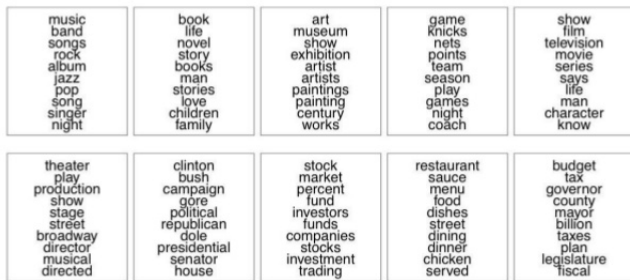 music
band
songs
rock
album
jazz
pop
song
singer
night
book
life
novel
story
books
man
stories
love
children
family
art
museum
show
exhibition
artist
artists
paintings
painting
century
works
game
knicks
nets
points
team
season
play
games
night
coach
show
film
television
movie
series
says
life
man
character
know
theater
play
production
show
stage
street
broadway
director
musical
directed
clinton
bush
campaign
gore
political
republican
dole
presidential
senator
house
stock
market
percent
fund
investors
funds
companies
stocks
investment
trading
restaurant
sauce
menu
food
dishes
street
dining
dinner
chicken
served
budget
tax
governor
county
mayor
billion
taxes
plan
legislature
fiscal